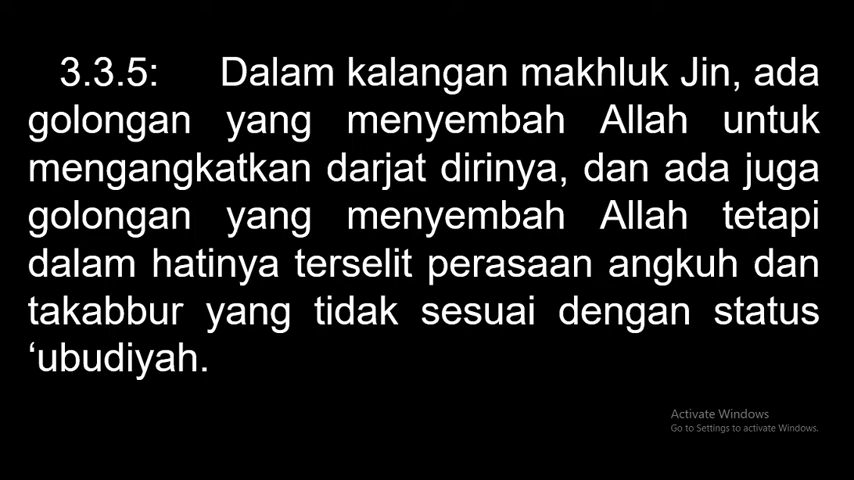 3.3.5: Dalam kalangan makhluk Jin, ada
golongan yang menyembah Allah untuk
mengangkatkan darjat dirinya, dan ada juga
golongan yang menyembah Allah tetapi
dalam hatinya terselit perasaan angkuh dan
takabbur yang tidak sesuai dengan status
‘ubudiyah.
Activate Windows
Go to Settings to activate Windows.